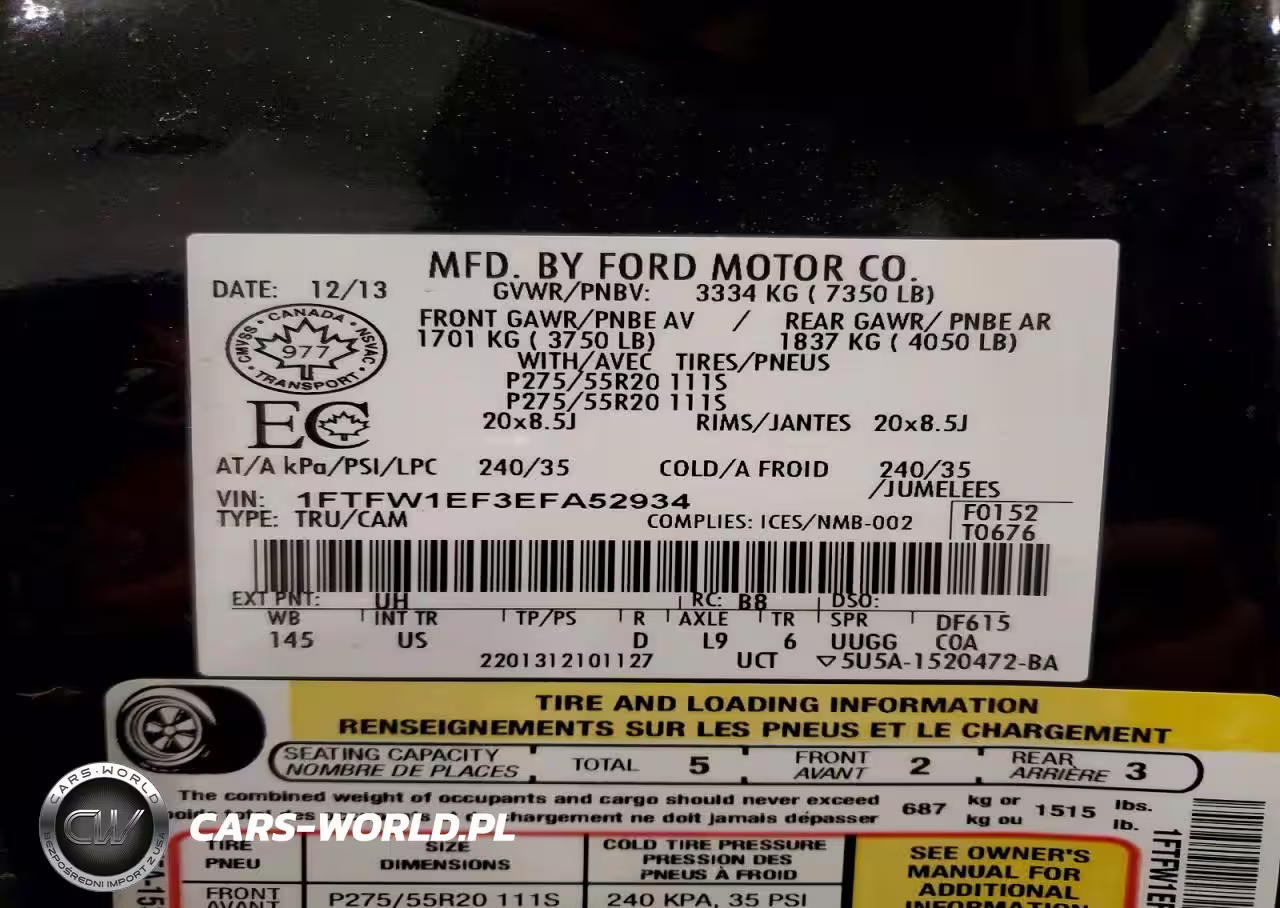 MFD. BY FORD MOTOR CO.
DATE: 12/13
GVWR/PNBV: 3334 KG ( 7350 LB)
FRONT GAWR/PNBE AV / REAR GAWR/ PNBE AR
1701 KG ( 3750 LB) 1837 KG ( 4050 LB)
WITH/AVEC TIRES/PNEUS
P275/55R20 111S
P275/55R20 111S
20x8.5J RIMS/JANTES 20x8.5J
CANADA
CMVSS 977 NSVAC
TRANSPORT
EC
AT/A kPa/PSI/LPC 240/35 COLD/A FROID 240/35
/JUMELEES
VIN: 1FTFW1EF3EFA52934
TYPE: TRU/CAM COMPLIES: ICES/NMB-002
F0152
T0676
EXT PNT: UH RC: B8 DSO:
WB INT TR TP/PS R AXLE TR SPR DF615
145 US D L9 6 UUGG COA
2201312101127 UCT ▽5U5A-1520472-BA
TIRE AND LOADING INFORMATION
RENSEIGNEMENTS SUR LES PNEUS ET LE CHARGEMENT
SEATING CAPACITY TOTAL 5 FRONT 2 REAR 3
NOMBRE DE PLACES AVANT ARRIÈRE
The combined weight of occupants and cargo should never exceed 687 kg or 1515 lbs.
chargement ne doit jamais dépasser kg ou lb.
TIRE SIZE COLD TIRE PRESSURE
PNEU DIMENSIONS PRESSION DES
PNEUS À FROID
FRONT P275/55R20 111S 240 KPA, 35 PSI
AVANT
SEE OWNER'S
MANUAL FOR
ADDITIONAL
INFORMATION
1FTFW1EF
CARS-WORLD
CW
BEZPOŚREDNI IMPORT Z USA
CARS-WORLD.PL